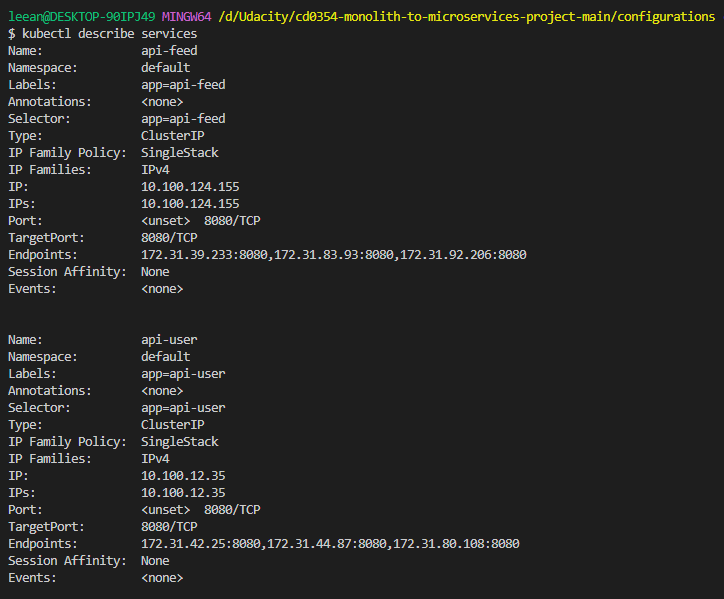 leean@DESKTOP-90IPJ49 MINGW64 /d/Udacity/cd0354-monolith-to-microservices-project-main/configurations
$ kubectl describe services
Name:              api-feed
Namespace:         default
Labels:            app=api-feed
Annotations:       <none>
Selector:          app=api-feed
Type:              ClusterIP
IP Family Policy:  SingleStack
IP Families:       IPv4
IP:                10.100.124.155
IPs:               10.100.124.155
Port:              <unset>  8080/TCP
TargetPort:        8080/TCP
Endpoints:         172.31.39.233:8080,172.31.83.93:8080,172.31.92.206:8080
Session Affinity:  None
Events:            <none>
Name:              api-user
Namespace:         default
Labels:            app=api-user
Annotations:       <none>
Selector:          app=api-user
Type:              ClusterIP
IP Family Policy:  SingleStack
IP Families:       IPv4
IP:                10.100.12.35
IPs:               10.100.12.35
Port:              <unset>  8080/TCP
TargetPort:        8080/TCP
Endpoints:         172.31.42.25:8080,172.31.44.87:8080,172.31.80.108:8080
Session Affinity:  None
Events:            <none>